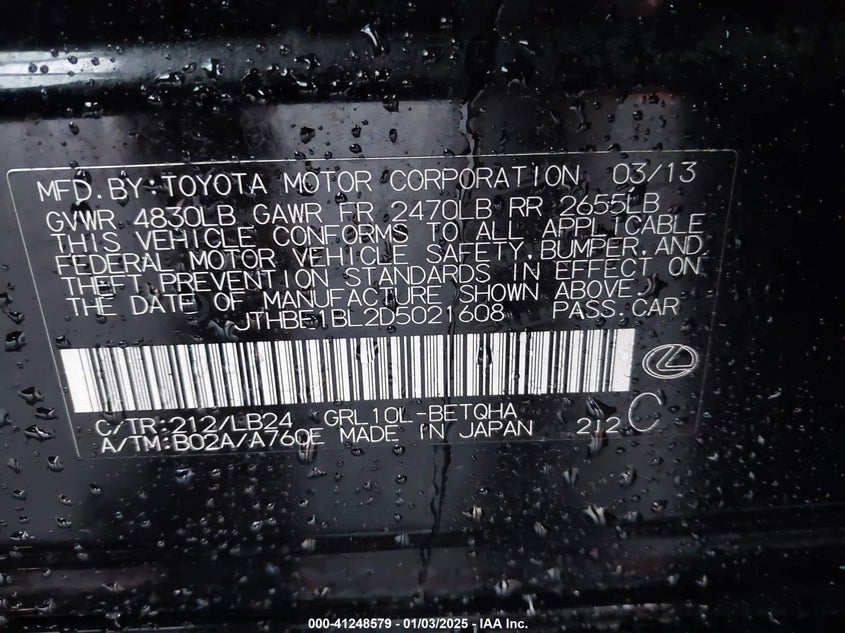 MFD. BY: TOYOTA MOTOR CORPORATION 03/13
GVWR 4830LB GAWR FR 2470LB RR 2655LB
THIS VEHICLE CONFORMS TO ALL APPLICABLE
FEDERAL MOTOR VEHICLE SAFETY, BUMPER, AND
THEFT PREVENTION STANDARDS IN EFFECT ON
THE DATE OF MANUFACTURE SHOWN ABOVE.
JTHBE1BL2D5021608 PASS. CAR
C/TR: 212/LB24 GRL10L-BETQHA
A/TM: B02A/A760E MADE IN JAPAN 212 C
000-41248579 - 01/03/2025 - IAA Inc.